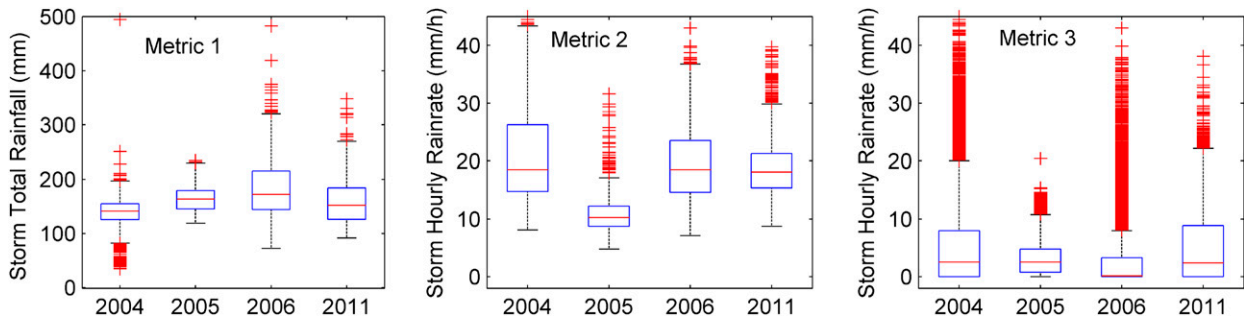 Storm Total Rainfall (mm)
500
400
300
200
100
0
Metric 1
2004 2005 2006 2011
Storm Hourly Rainrate (mm/h)
40
30
20
10
0
Metric 2
2004 2005 2006 2011
Storm Hourly Rainrate (mm/h)
40
30
20
10
0
Metric 3
2004 2005 2006 2011